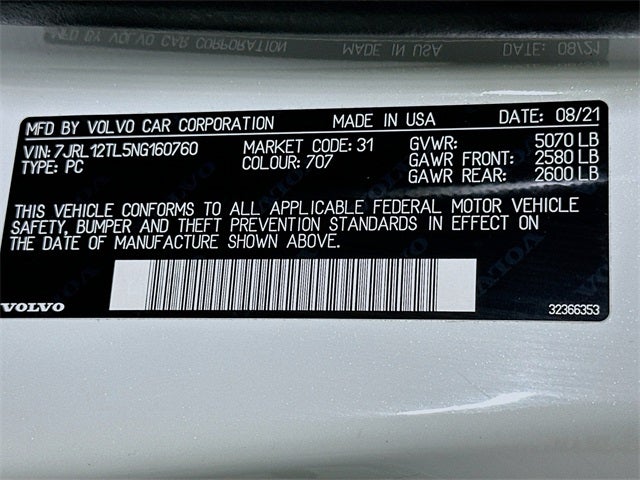 MFD BY VOLVO CAR CORPORATION MADE IN USA DATE: 08/21
VIN: 7JRL12TL5NG160760 MARKET CODE: 31 GVWR: 5070 LB
TYPE: PC COLOUR: 707 GAWR FRONT: 2580 LB
GAWR REAR: 2600 LB
THIS VEHICLE CONFORMS TO ALL APPLICABLE FEDERAL MOTOR VEHICLE
SAFETY, BUMPER AND THEFT PREVENTION STANDARDS IN EFFECT ON
THE DATE OF MANUFACTURE SHOWN ABOVE.
VOLVO 32366353